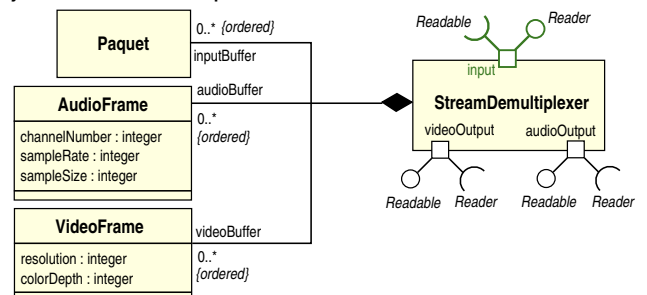 Readable
Reader
Paquet
0..* {ordered}
inputBuffer
input
audioBuffer
AudioFrame
StreamDemultiplexer
0..*
{ordered}
channelNumber : integer
sampleRate : integer
sampleSize : integer
videoOutput
audioOutput
Readable
Reader
Readable
Reader
VideoFrame
videoBuffer
resolution : integer
colorDepth : integer
0..*
{ordered}